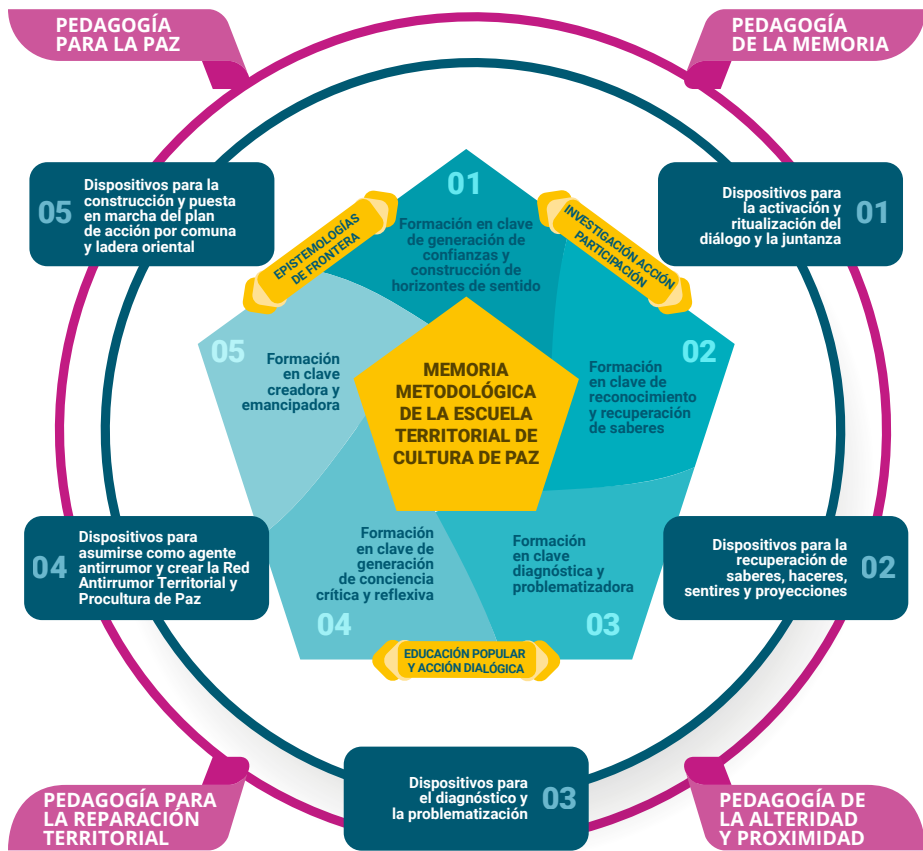 PEDAGOGÍA
PARA LA PAZ
PEDAGOGÍA
DE LA MEMORIA
05
Dispositivos para la
construcción y puesta
en marcha del plan
de acción por comuna
y ladera oriental
Dispositivos para
la activación y
ritualización del
diálogo y la juntanza
01
EPISTEMOLOGÍAS
DE FRONTERA
INVESTIGACIÓN ACCIÓN
PARTICIPACIÓN
01
Formación en clave
de generación de
confianzas y
construcción de
horizontes de sentido
05
Formación
en clave
creadora y
emancipadora
02
Formación
en clave de
reconocimiento
y recuperación
de saberes
MEMORIA
METODOLÓGICA
DE LA ESCUELA
TERRITORIAL DE
CULTURA DE PAZ
04
Dispositivos para
asumirse como agente
antirrumor y crear la Red
Antirrumor Territorial y
Procultura de Paz
Formación
en clave de
generación
de conciencia
crítica y reflexiva
04
Formación
en clave
diagnóstica y
problematizadora
03
Dispositivos para la
recuperación de
saberes, haceres,
sentires y proyecciones
02
EDUCACIÓN POPULAR
Y ACCIÓN DIALÓGICA
Dispositivos para
el diagnóstico y
la problematización
03
PEDAGOGÍA PARA
LA REPARACIÓN
TERRITORIAL
PEDAGOGÍA DE
LA ALTERIDAD
Y PROXIMIDAD